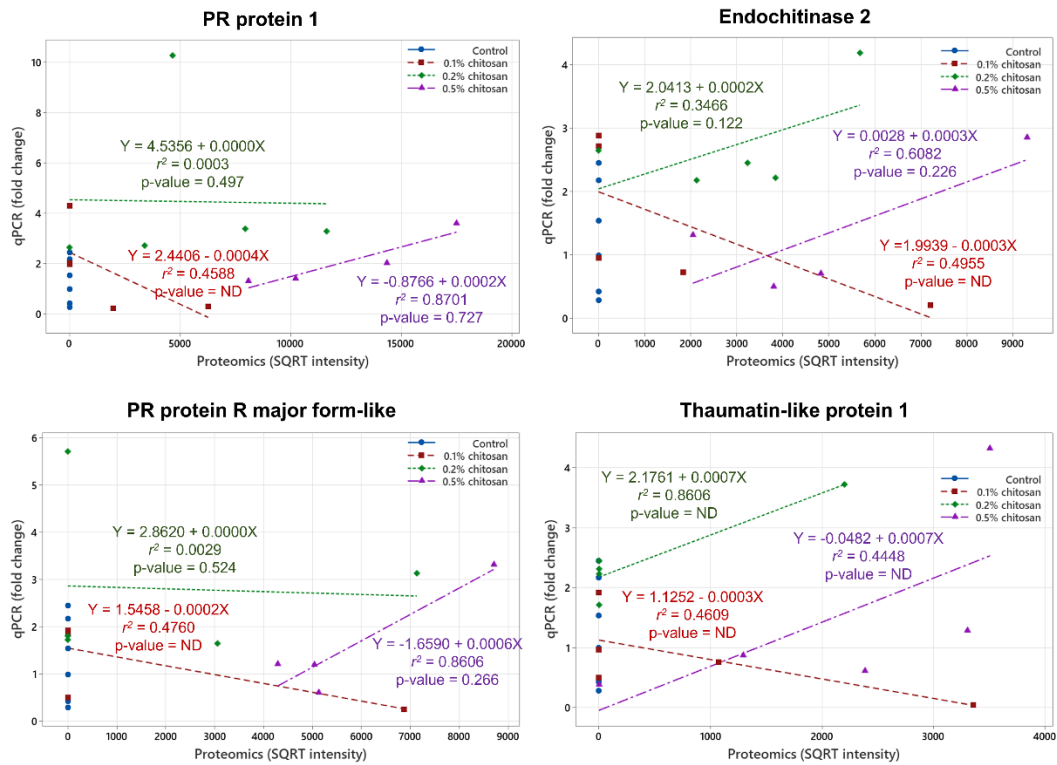 PR protein 1
Control
0.1% chitosan
0.2% chitosan
0.5% chitosan
qPCR (fold change)
10
8
6
4
2
0
Y = 4.5356 + 0.0000X
r² = 0.0003
p-value = 0.497
Y = 2.4406 - 0.0004X
r² = 0.4588
p-value = ND
Y = -0.8766 + 0.0002X
r² = 0.8701
p-value = 0.727
0 5000 10000 15000 20000
Proteomics (SQRT intensity)
Endochitinase 2
Control
0.1% chitosan
0.2% chitosan
0.5% chitosan
qPCR (fold change)
4
3
2
1
0
Y = 2.0413 + 0.0002X
r² = 0.3466
p-value = 0.122
Y = 0.0028 + 0.0003X
r² = 0.6082
p-value = 0.226
Y =1.9939 - 0.0003X
r² = 0.4955
p-value = ND
0 1000 2000 3000 4000 5000 6000 7000 8000 9000
Proteomics (SQRT intensity)
PR protein R major form-like
Control
0.1% chitosan
0.2% chitosan
0.5% chitosan
qPCR (fold change)
6
5
4
3
2
1
0
Y = 2.8620 + 0.0000X
r² = 0.0029
p-value = 0.524
Y = 1.5458 - 0.0002X
r² = 0.4760
p-value = ND
Y = -1.6590 + 0.0006X
r² = 0.8606
p-value = 0.266
0 1000 2000 3000 4000 5000 6000 7000 8000 9000
Proteomics (SQRT intensity)
Thaumatin-like protein 1
Control
0.1% chitosan
0.2% chitosan
0.5% chitosan
qPCR (fold change)
4
3
2
1
0
Y = 2.1761 + 0.0007X
r² = 0.8606
p-value = ND
Y = -0.0482 + 0.0007X
r² = 0.4448
p-value = ND
Y = 1.1252 - 0.0003X
r² = 0.4609
p-value = ND
0 1000 2000 3000 4000
Proteomics (SQRT intensity)